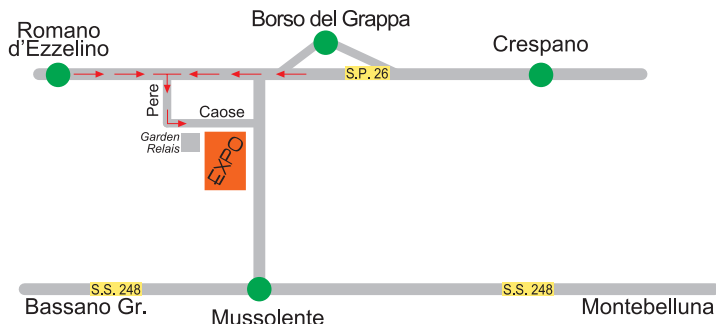 Borso del Grappa
Romano
d'Ezzelino
Crespano
S.P. 26
Pere
Caose
Garden
Relais
EXPO
S.S. 248
S.S. 248
Bassano Gr.
Mussolente
Montebelluna